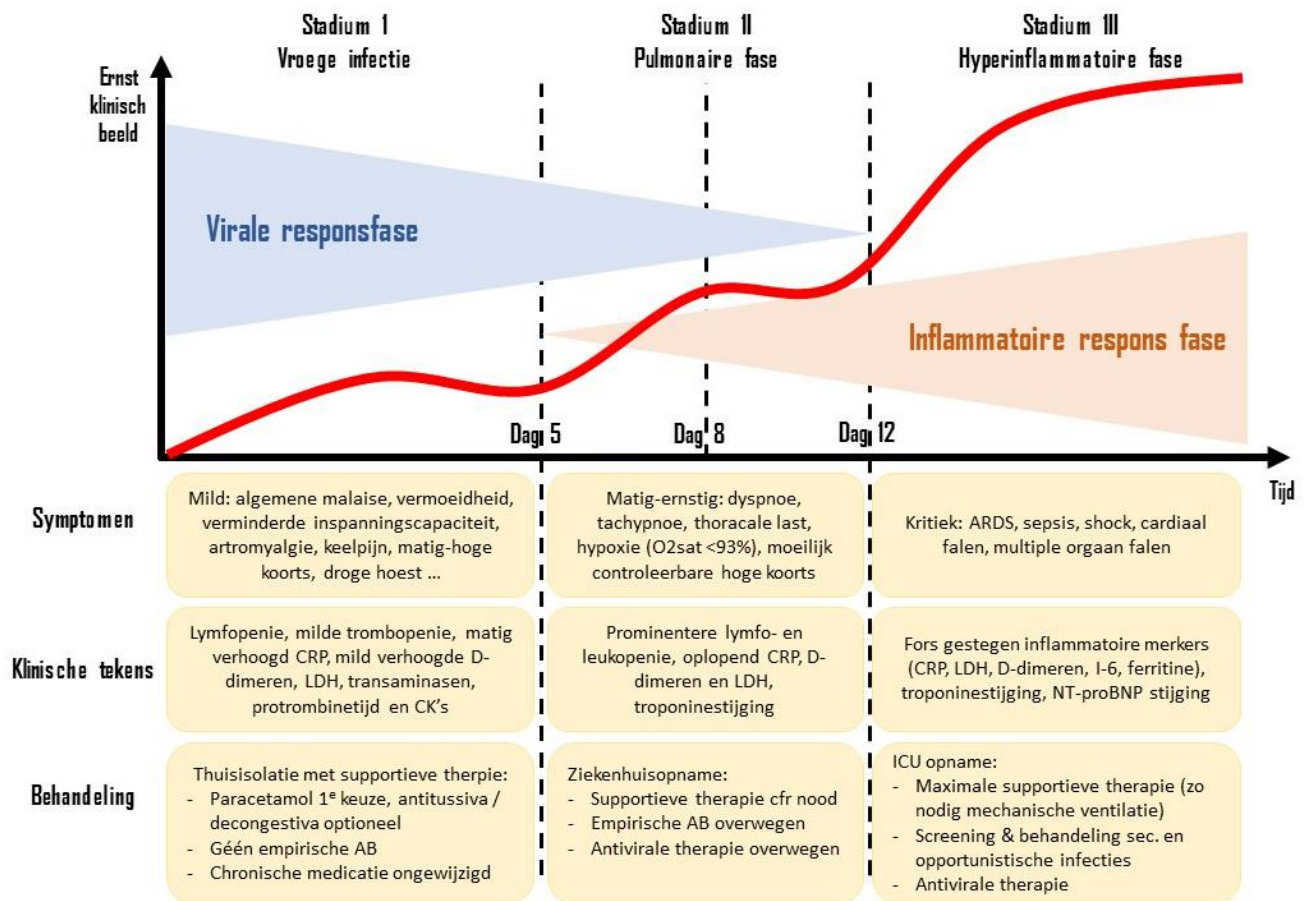 Stadium 1
Vroege infectie
Stadium 1I
Pulmonaire fase
Stadium 1II
Hyperinflammatoire fase
Ernst
klinisch
beeld
Virale responsfase
Inflammatoire respons fase
Dag 5
Dag 8
Dag 12
Tijd
Symptomen
Mild: algemene malaise, vermoeidheid,
verminderde inspanningscapaciteit,
artromyalgie, keelpijn, matig-hoge
koorts, droge hoest ...
Matig-ernstig: dyspnoe,
tachypnoe, thoracale last,
hypoxie (O2sat <93%), moeilijk
controleerbare hoge koorts
Kritiek: ARDS, sepsis, shock, cardiaal
falen, multiple orgaan falen
Klinische tekens
Lymfopenie, milde trombopenie, matig
verhoogd CRP, mild verhoogde D-
dimeren, LDH, transaminasen,
protrombinetijd en CK's
Prominentere lymfo- en
leukopenie, oplopend CRP, D-
dimeren en LDH,
troponinestijging
Fors gestegen inflammatoire merkers
(CRP, LDH, D-dimeren, I-6, ferritine),
troponinestijging, NT-proBNP stijging
Behandeling
Thuisisolatie met supportieve therpie:
- Paracetamol 1e keuze, antitussiva /
decongestiva optioneel
- Géén empirische AB
- Chronische medicatie ongewijzigd
Ziekenhuisopname:
- Supportieve therapie cfr nood
- Empirische AB overwegen
- Antivirale therapie overwegen
ICU opname:
- Maximale supportieve therapie (zo
nodig mechanische ventilatie)
- Screening & behandeling sec. en
opportunistische infecties
- Antivirale therapie